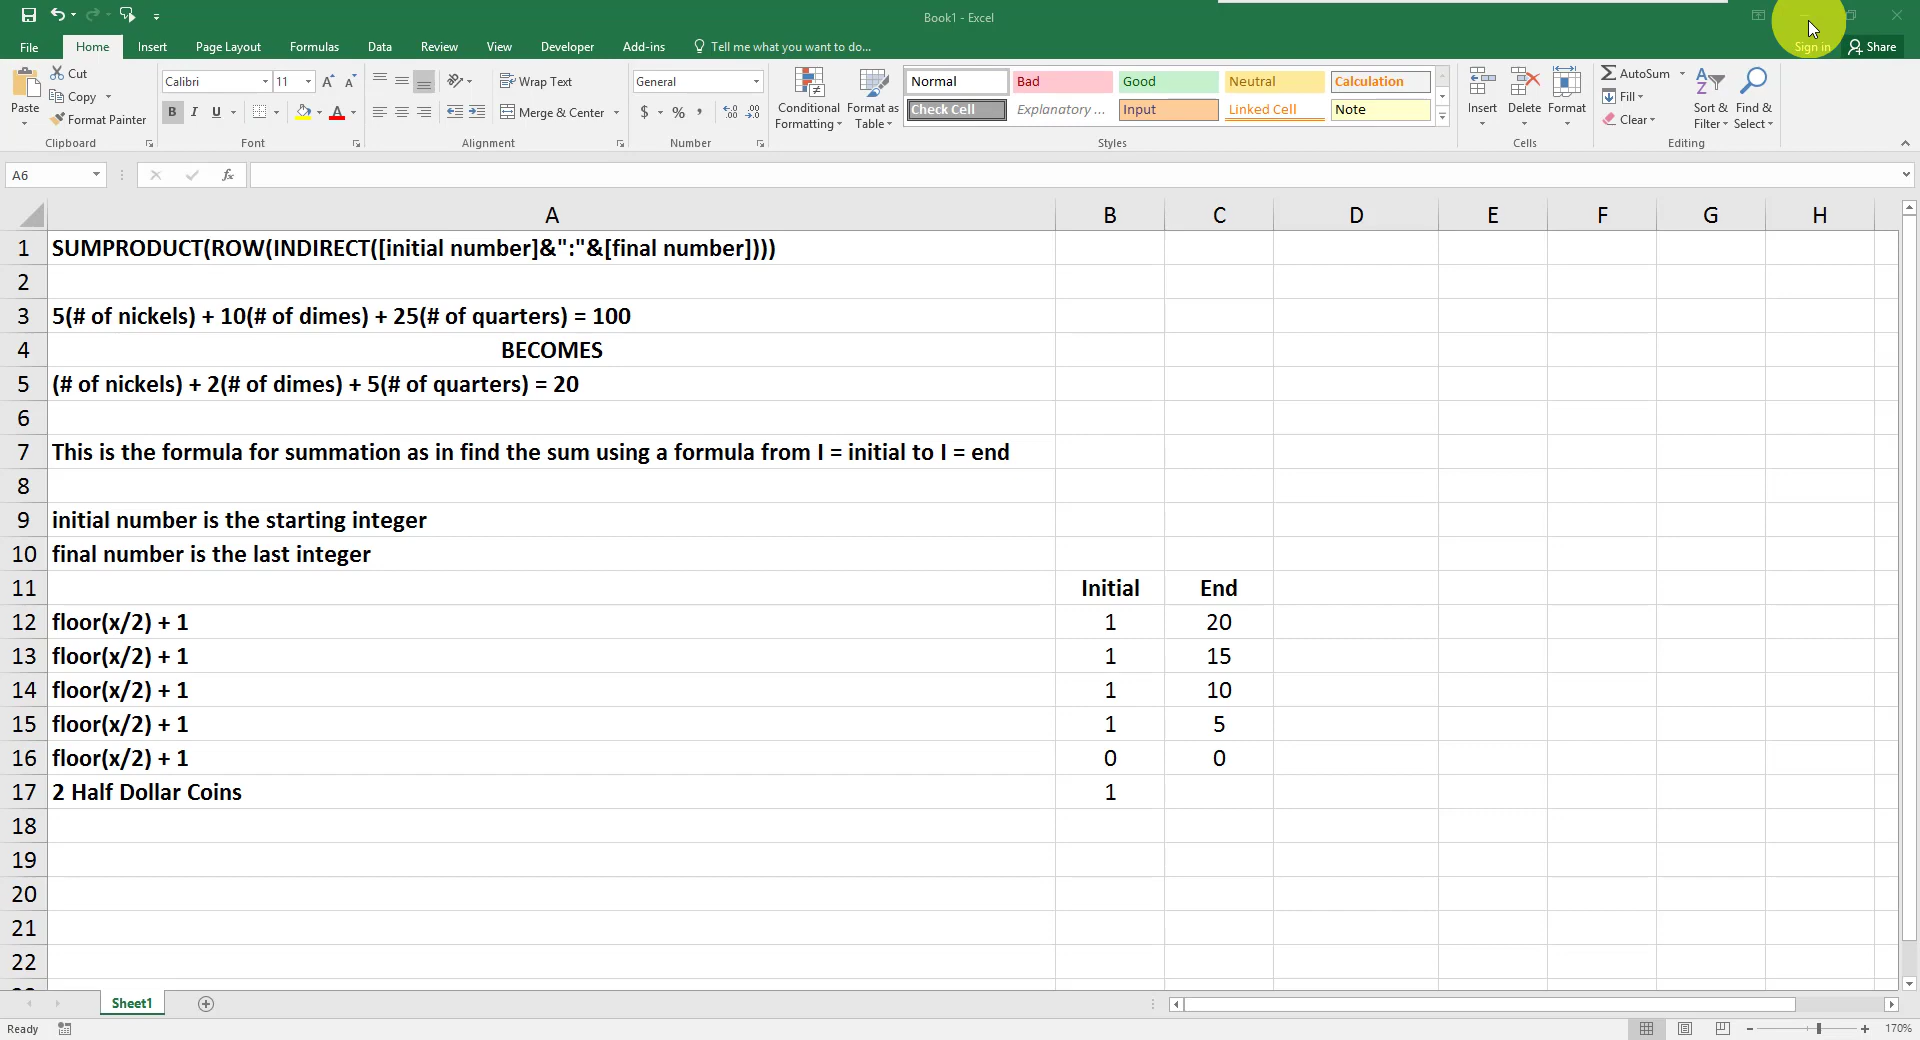 Book1 - Excel
Sign in
Share
File Home Insert Page Layout Formulas Data Review View Developer Add-ins Tell me what you want to do...
Paste
Cut
Copy
Format Painter
Clipboard
Calibri 11
B I U
Font
Wrap Text
Merge & Center
Alignment
General
$ % ,
Number
Conditional Formatting
Format as Table
Normal Bad Good Neutral Calculation
Check Cell Explanatory ... Input Linked Cell Note
Styles
Insert Delete Format
Cells
AutoSum
Fill
Clear
Sort & Filter
Find & Select
Editing
A6
fx
A B C D E F G H
1 SUMPRODUCT(ROW(INDIRECT([initial number]&":"&[final number])))
2
3 5(# of nickels) + 10(# of dimes) + 25(# of quarters) = 100
4 BECOMES
5 (# of nickels) + 2(# of dimes) + 5(# of quarters) = 20
6
7 This is the formula for summation as in find the sum using a formula from I = initial to I = end
8
9 initial number is the starting integer
10 final number is the last integer
11 Initial End
12 floor(x/2) + 1 1 20
13 floor(x/2) + 1 1 15
14 floor(x/2) + 1 1 10
15 floor(x/2) + 1 1 5
16 floor(x/2) + 1 0 0
17 2 Half Dollar Coins 1
18
19
20
21
22
Sheet1
Ready
170%